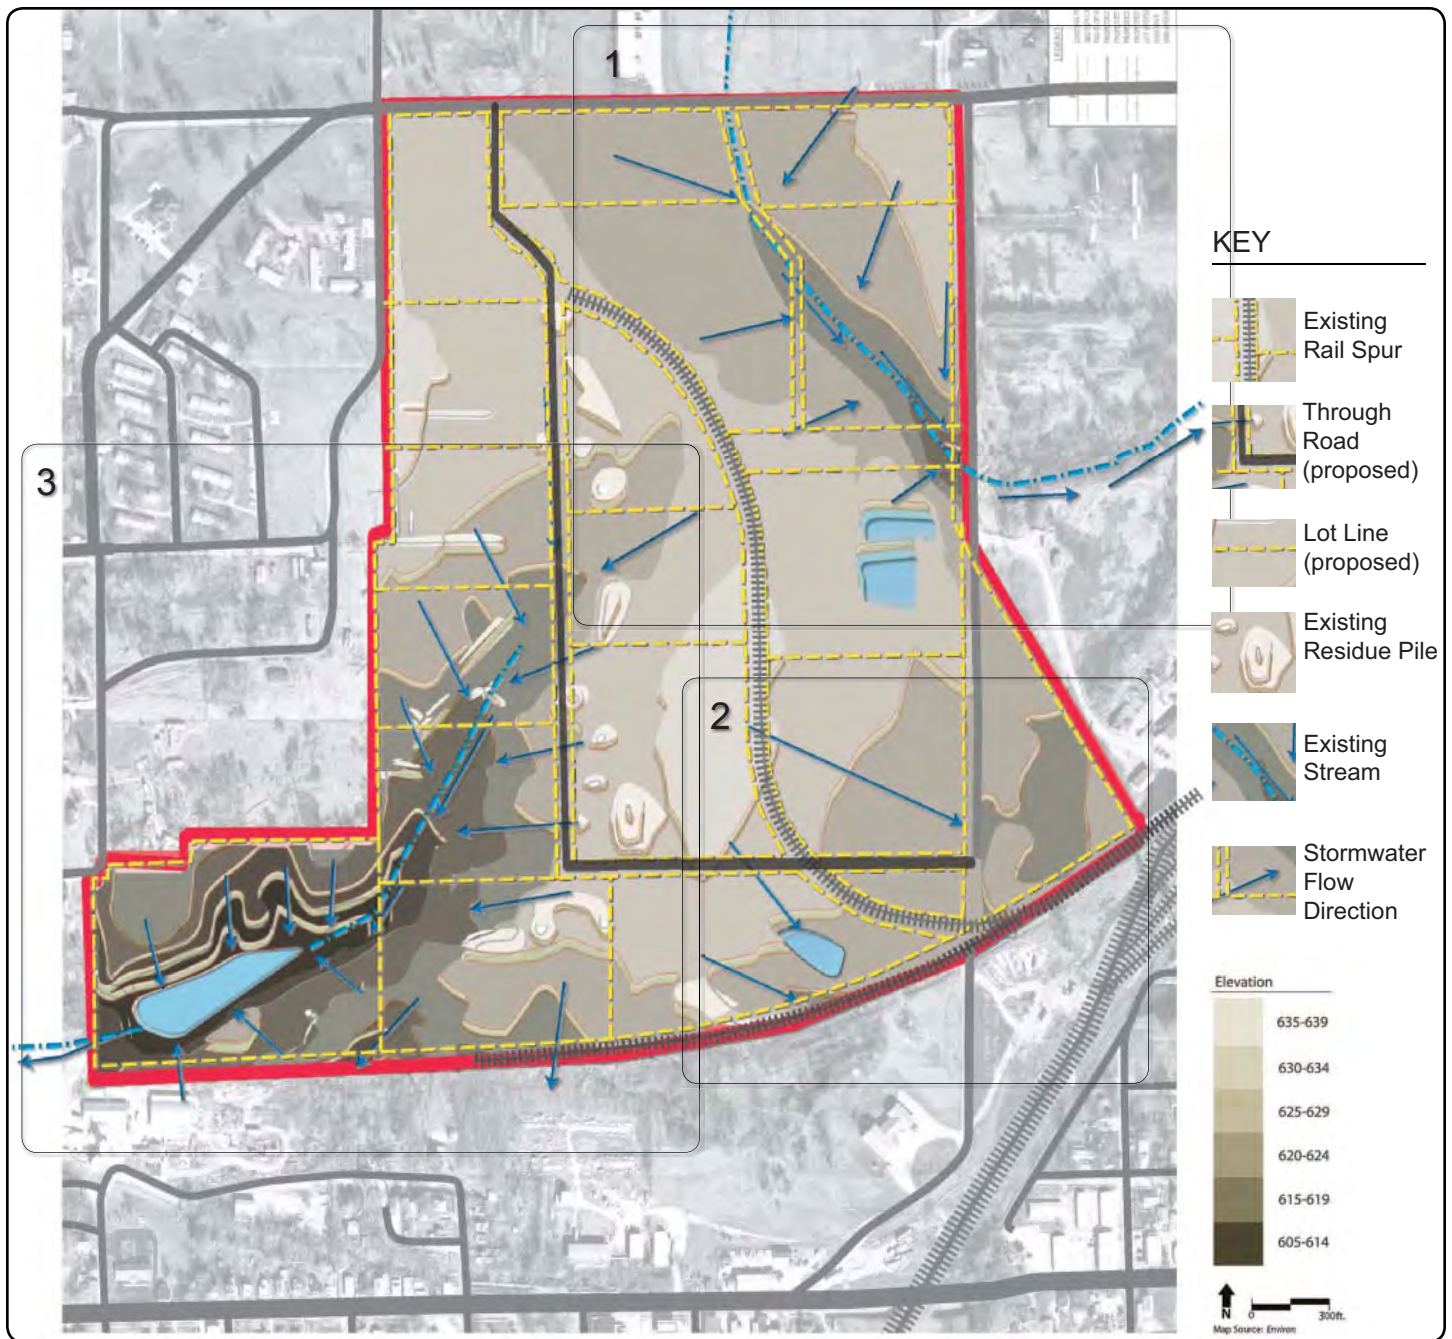 1
KEY
Existing
Rail Spur
Through
Road
(proposed)
3
Lot Line
(proposed)
Existing
Residue Pile
2
Existing
Stream
Stormwater
Flow
Direction
Elevation
635-639
630-634
625-629
620-624
615-619
605-614
N
0
300ft.
Map Source: Environ